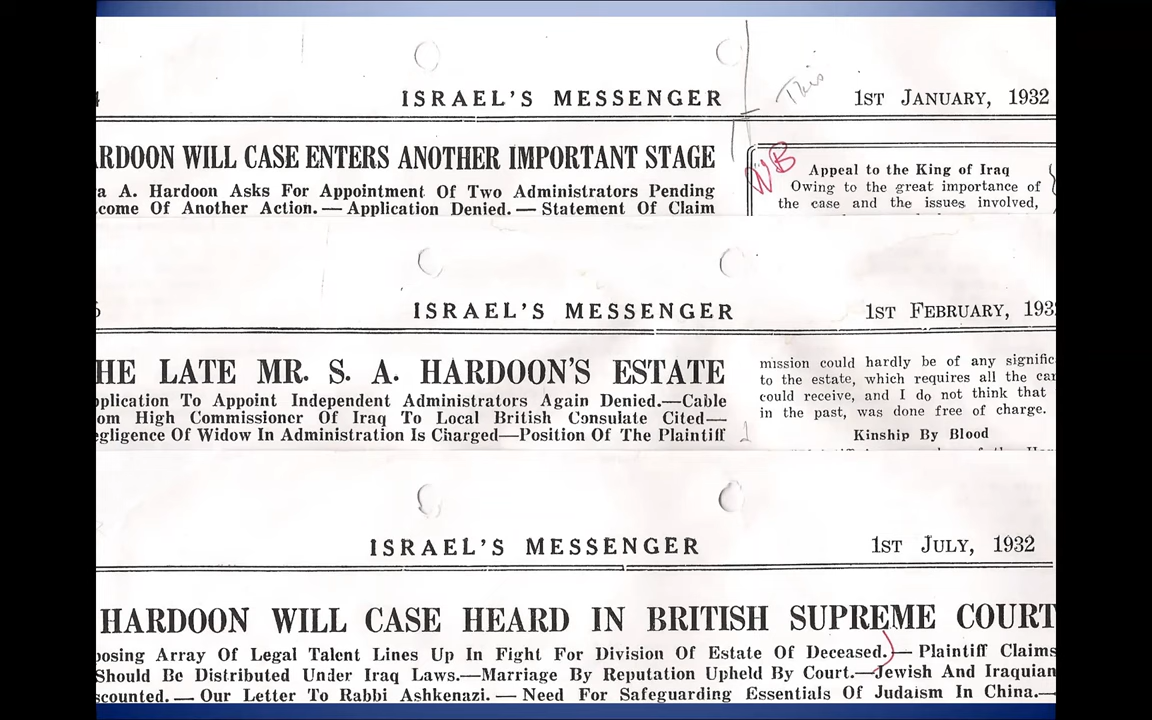 ISRAEL'S MESSENGER
This
1ST JANUARY, 1932
RDOON WILL CASE ENTERS ANOTHER IMPORTANT STAGE
a A. Hardoon Asks For Appointment Of Two Administrators Pending
come Of Another Action.— Application Denied. — Statement Of Claim
NB
Appeal to the King of Iraq
Owing to the great importance of
the case and the issues involved,
ISRAEL'S MESSENGER
1ST FEBRUARY, 193
HE LATE MR. S. A. HARDOON'S ESTATE
plication To Appoint Independent Administrators Again Denied.—Cable
om High Commissioner Of Iraq To Local British Consulate Cited—
gligence Of Widow In Administration Is Charged—Position Of The Plaintiff
mission could hardly be of any signific
to the estate, which requires all the car
could receive, and I do not think that
in the past, was done free of charge.
Kinship By Blood
ISRAEL'S MESSENGER
1ST JULY, 1932
HARDOON WILL CASE HEARD IN BRITISH SUPREME COURT
posing Array Of Legal Talent Lines Up In Fight For Division Of Estate Of Deceased.— Plaintiff Claims
Should Be Distributed Under Iraq Laws.—Marriage By Reputation Upheld By Court.—Jewish And Iraquian
scounted. — Our Letter To Rabbi Ashkenazi. — Need For Safeguarding Essentials Of Judaism In China.—